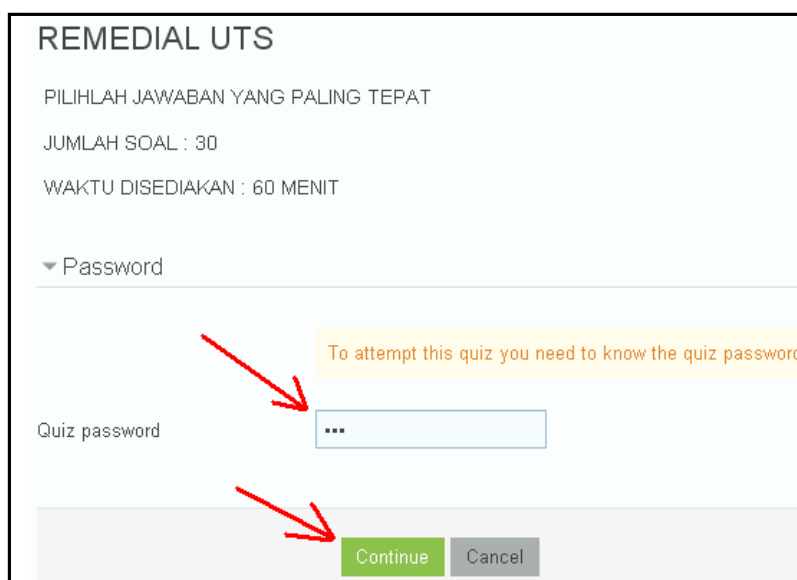 REMEDIAL UTS
PILIHLAH JAWABAN YANG PALING TEPAT
JUMLAH SOAL : 30
WAKTU DISEDIAKAN : 60 MENIT
Password
To attempt this quiz you need to know the quiz password
Quiz password
•••
Continue Cancel